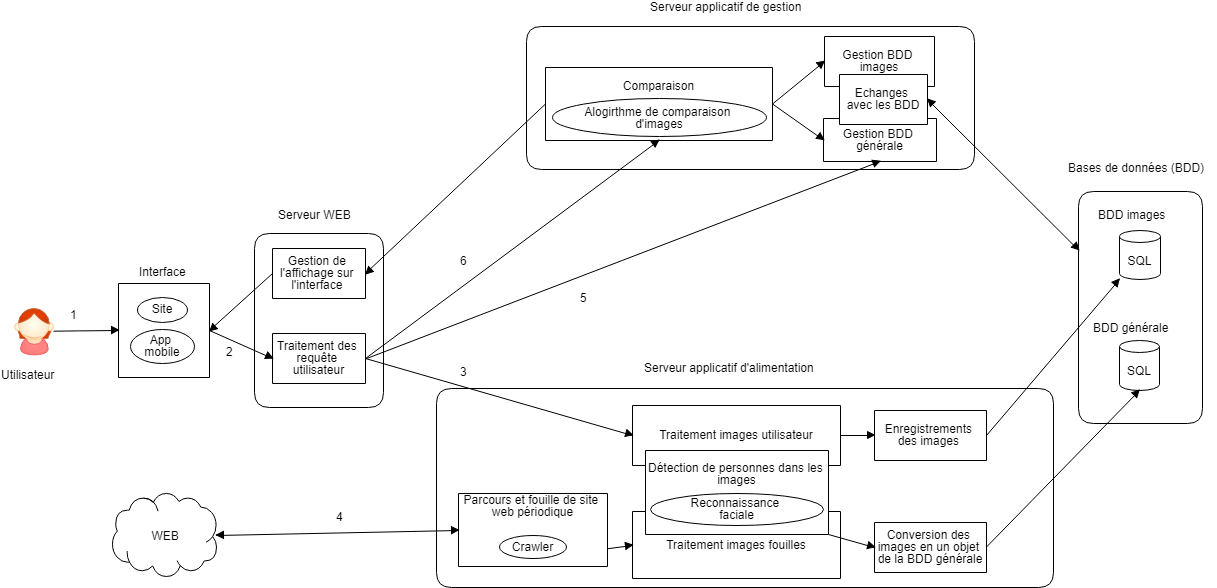 Serveur applicatif de gestion
Gestion BDD
images
Comparaison
Alogirthme de comparaison
d'images
Echanges
avec les BDD
Gestion BDD
générale
Bases de données (BDD)
BDD images
SQL
BDD générale
SQL
Serveur WEB
Gestion de
l'affichage sur
l'interface
Traitement des
requête
utilisateur
Interface
Site
App
mobile
1
2
Utilisateur
6
5
3
4
Serveur applicatif d'alimentation
Traitement images utilisateur
Enregistrements
des images
Détection de personnes dans les
images
Reconnaissance
faciale
Parcours et fouille de site
web périodique
Crawler
Traitement images fouilles
Conversion des
images en un objet
de la BDD générale
WEB